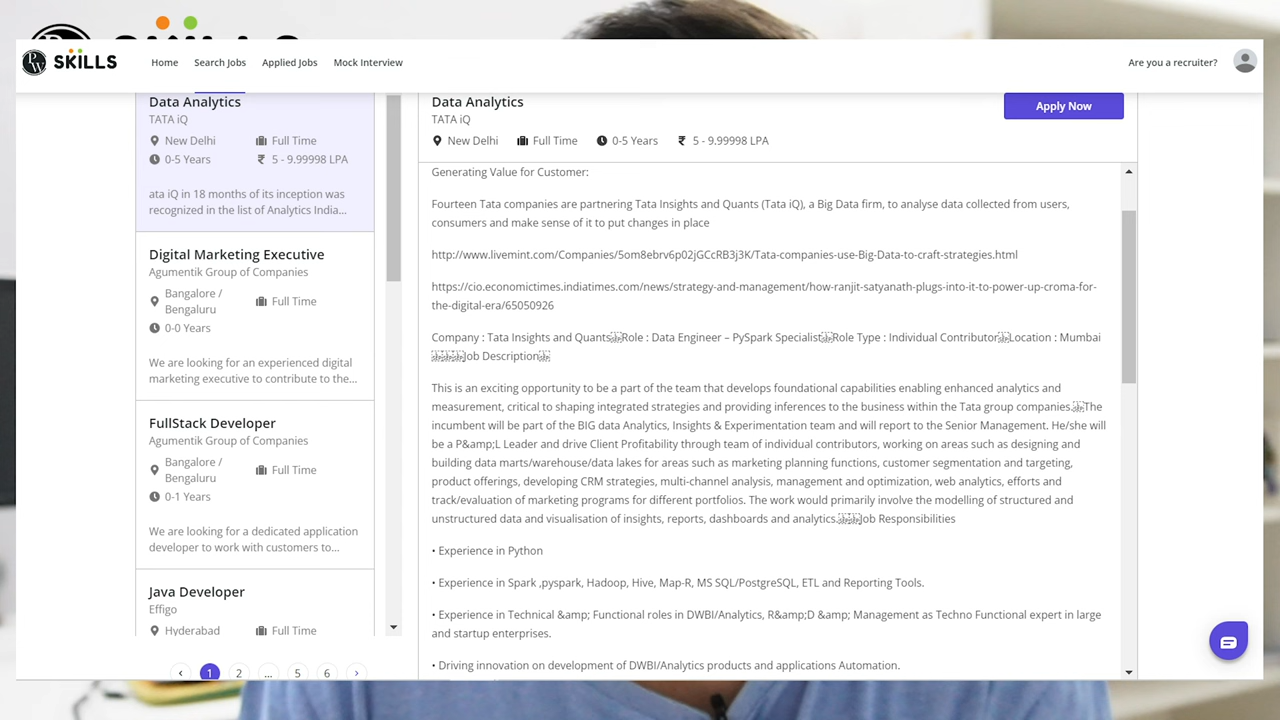 PW SKiLLS
Home
Search Jobs
Applied Jobs
Mock Interview
Are you a recruiter?
Data Analytics
TATA iQ
New Delhi
Full Time
0-5 Years
₹ 5 - 9.99998 LPA
ata iQ in 18 months of its inception was
recognized in the list of Analytics India...
Digital Marketing Executive
Agumentik Group of Companies
Bangalore /
Bengaluru
Full Time
0-0 Years
We are looking for an experienced digital
marketing executive to contribute to the...
FullStack Developer
Agumentik Group of Companies
Bangalore /
Bengaluru
Full Time
0-1 Years
We are looking for a dedicated application
developer to work with customers to...
Java Developer
Effigo
Hyderabad
Full Time
‹ 1 2 ... 5 6 ›
Data Analytics
TATA iQ
New Delhi
Full Time
0-5 Years
₹ 5 - 9.99998 LPA
Apply Now
Generating Value for Customer:
Fourteen Tata companies are partnering Tata Insights and Quants (Tata iQ), a Big Data firm, to analyse data collected from users,
consumers and make sense of it to put changes in place
http://www.livemint.com/Companies/5om8ebrv6p02jGCcRB3j3K/Tata-companies-use-Big-Data-to-craft-strategies.html
https://cio.economictimes.indiatimes.com/news/strategy-and-management/how-ranjit-satyanath-plugs-into-it-to-power-up-croma-for-
the-digital-era/65050926
Company : Tata Insights and Quants Role : Data Engineer – PySpark Specialist Role Type : Individual Contributor Location : Mumbai
Job Description
This is an exciting opportunity to be a part of the team that develops foundational capabilities enabling enhanced analytics and
measurement, critical to shaping integrated strategies and providing inferences to the business within the Tata group companies. The
incumbent will be part of the BIG data Analytics, Insights & Experimentation team and will report to the Senior Management. He/she will
be a P&amp;L Leader and drive Client Profitability through team of individual contributors, working on areas such as designing and
building data marts/warehouse/data lakes for areas such as marketing planning functions, customer segmentation and targeting,
product offerings, developing CRM strategies, multi-channel analysis, management and optimization, web analytics, efforts and
track/evaluation of marketing programs for different portfolios. The work would primarily involve the modelling of structured and
unstructured data and visualisation of insights, reports, dashboards and analytics. Job Responsibilities
• Experience in Python
• Experience in Spark ,pyspark, Hadoop, Hive, Map-R, MS SQL/PostgreSQL, ETL and Reporting Tools.
• Experience in Technical &amp; Functional roles in DWBI/Analytics, R&amp;D &amp; Management as Techno Functional expert in large
and startup enterprises.
• Driving innovation on development of DWBI/Analytics products and applications Automation.